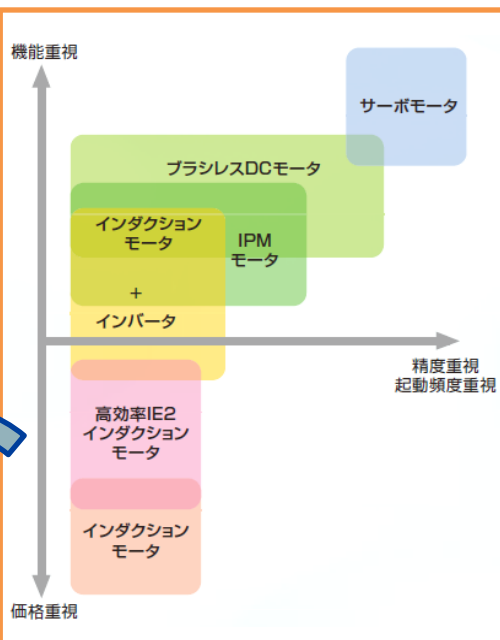 機能重視
サーボモータ
ブラシレスDCモータ
インダクション
モータ
+
インバータ
IPM
モータ
精度重視
起動頻度重視
高効率IE2
インダクション
モータ
インダクション
モータ
価格重視